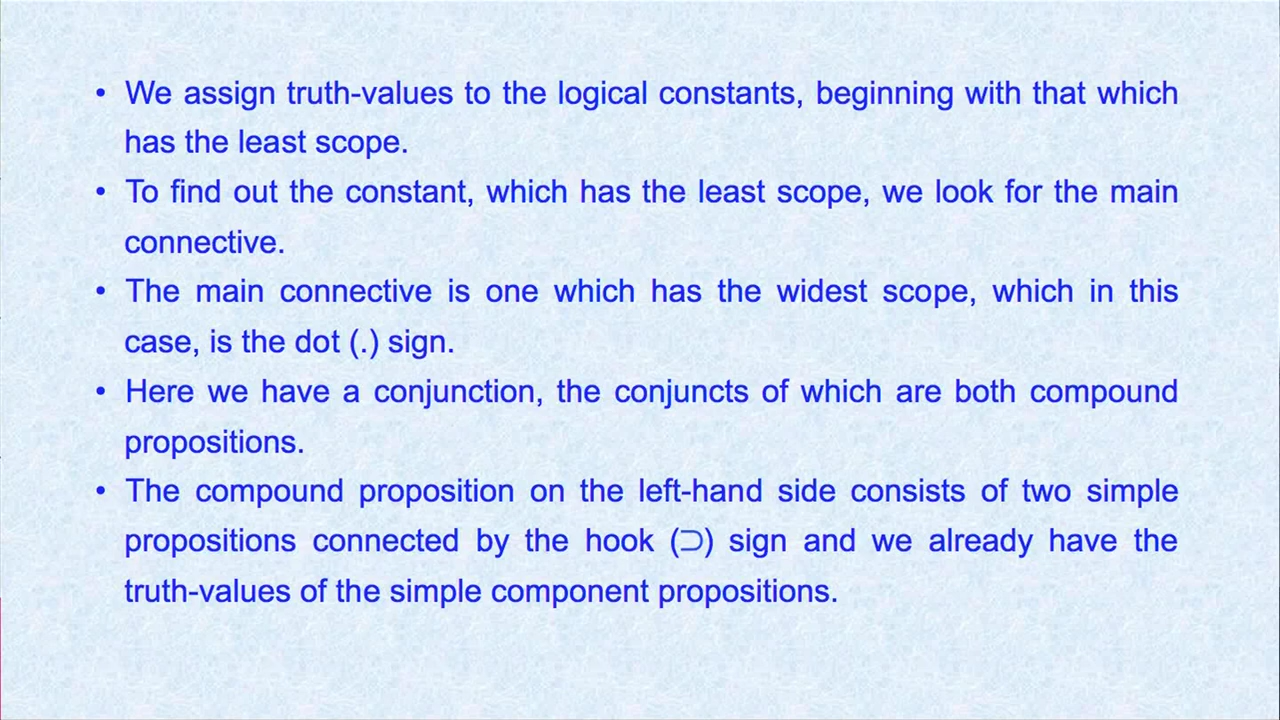 • We assign truth-values to the logical constants, beginning with that which
has the least scope.
• To find out the constant, which has the least scope, we look for the main
connective.
• The main connective is one which has the widest scope, which in this
case, is the dot (.) sign.
• Here we have a conjunction, the conjuncts of which are both compound
propositions.
• The compound proposition on the left-hand side consists of two simple
propositions connected by the hook (⊃) sign and we already have the
truth-values of the simple component propositions.